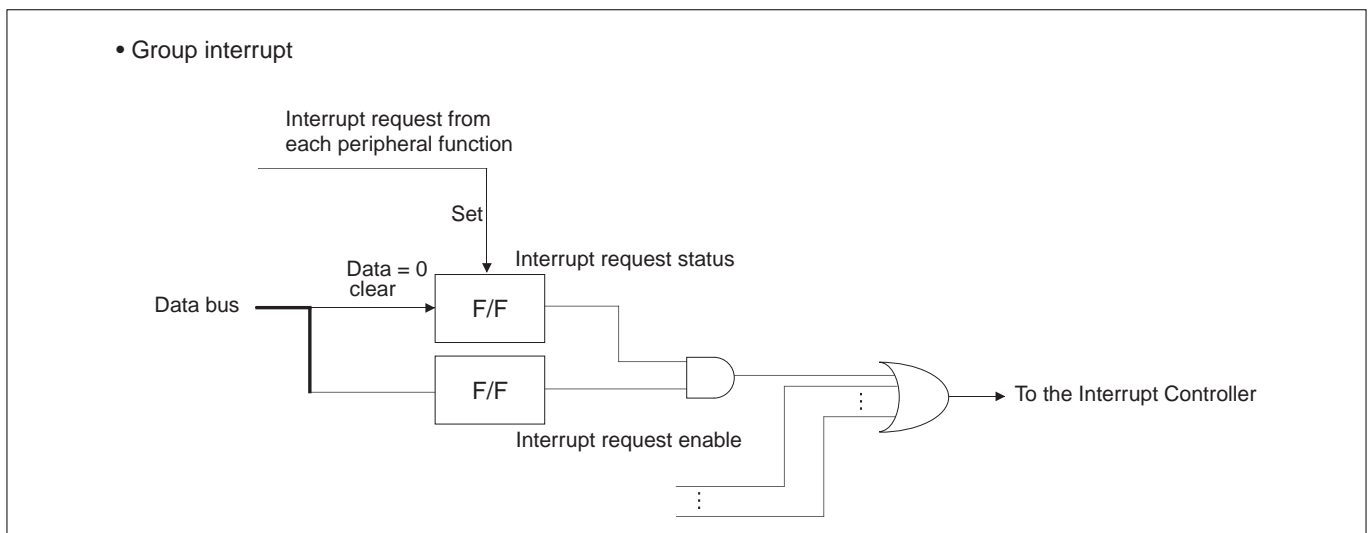 • Group interrupt
Interrupt request from
each peripheral function
Set
Interrupt request status
Data = 0
clear
Data bus
F/F
F/F
To the Interrupt Controller
Interrupt request enable